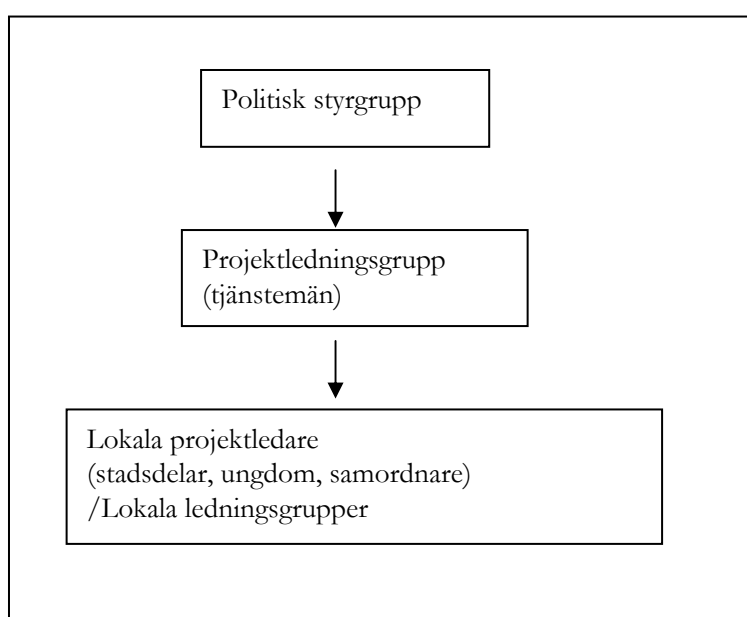 Politisk styrgrupp
Projektledningsgrupp
(tjänstemän)
Lokala projektledare
(stadsdelar, ungdom, samordnare)
/Lokala ledningsgrupper